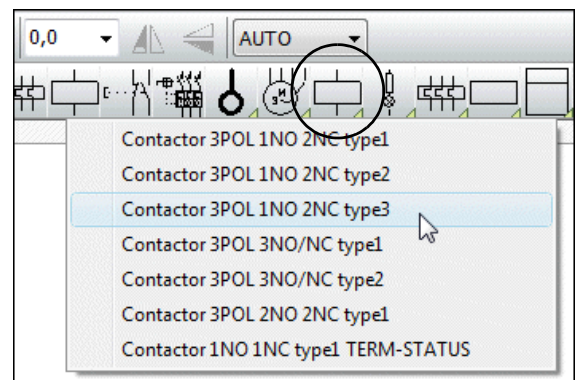 0,0 AUTO
M
3~
Contactor 3POL 1NO 2NC type1
Contactor 3POL 1NO 2NC type2
Contactor 3POL 1NO 2NC type3
Contactor 3POL 3NO/NC type1
Contactor 3POL 3NO/NC type2
Contactor 3POL 2NO 2NC type1
Contactor 1NO 1NC type1 TERM-STATUS